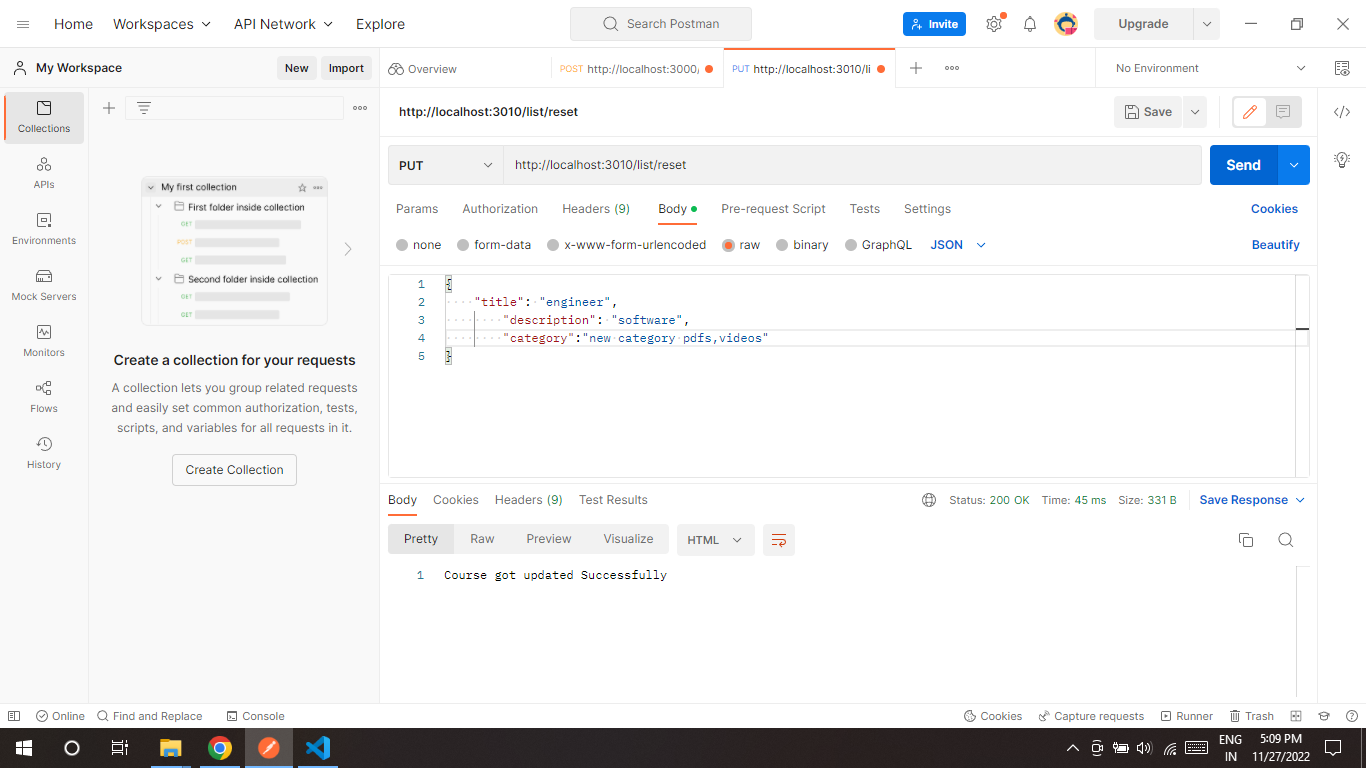 Home Workspaces API Network Explore Search Postman Invite Upgrade
My Workspace New Import Overview POST http://localhost:3000/ PUT http://localhost:3010/li No Environment
Collections
APIs
Environments
Mock Servers
Monitors
Flows
History
My first collection
First folder inside collection
GET
POST
GET
Second folder inside collection
GET
GET
Create a collection for your requests
A collection lets you group related requests
and easily set common authorization, tests,
scripts, and variables for all requests in it.
Create Collection
http://localhost:3010/list/reset Save
PUT http://localhost:3010/list/reset Send
Params Authorization Headers (9) Body Pre-request Script Tests Settings Cookies
none form-data x-www-form-urlencoded raw binary GraphQL JSON Beautify
1 {
2 "title": "engineer",
3 "description": "software",
4 "category":"new category pdfs,videos"
5 }
Body Cookies Headers (9) Test Results Status: 200 OK Time: 45 ms Size: 331 B Save Response
Pretty Raw Preview Visualize HTML
1 Course got updated Successfully
Online Find and Replace Console Cookies Capture requests Runner Trash
ENG 5:09 PM
IN 11/27/2022